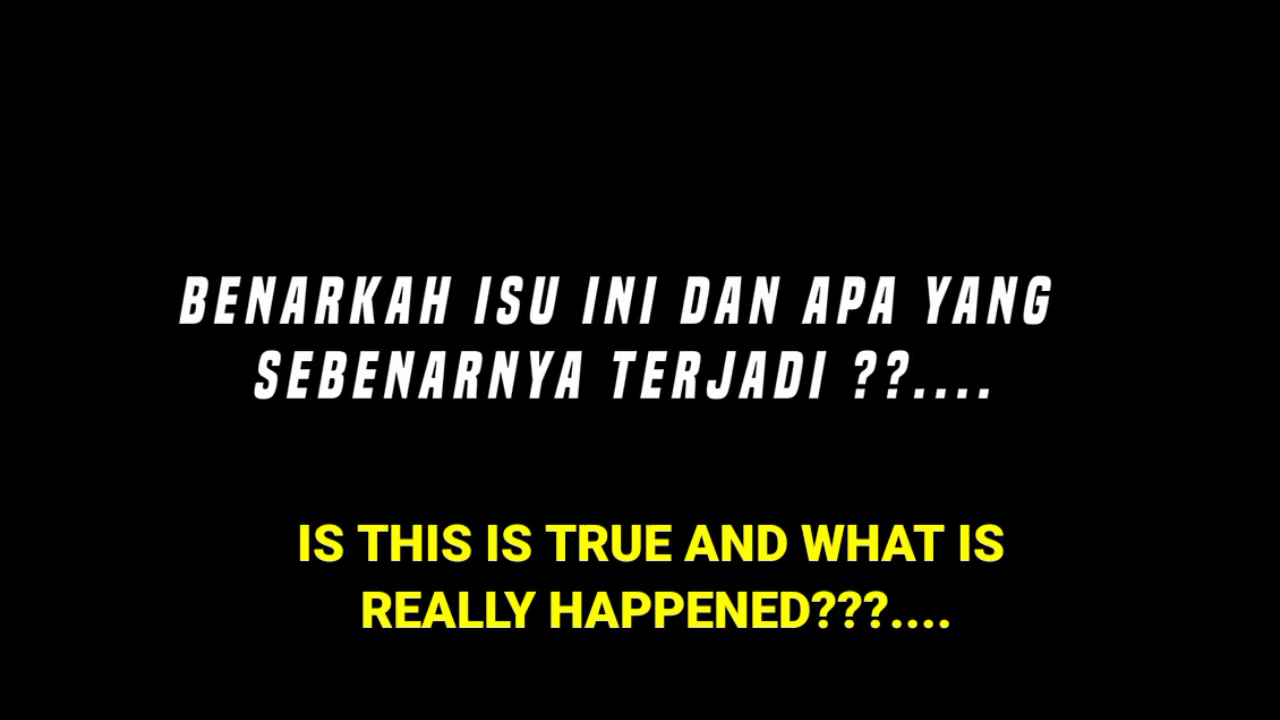 BENARKAH ISU INI DAN APA YANG
SEBENARNYA TERJADI ??....
IS THIS IS TRUE AND WHAT IS
REALLY HAPPENED???....